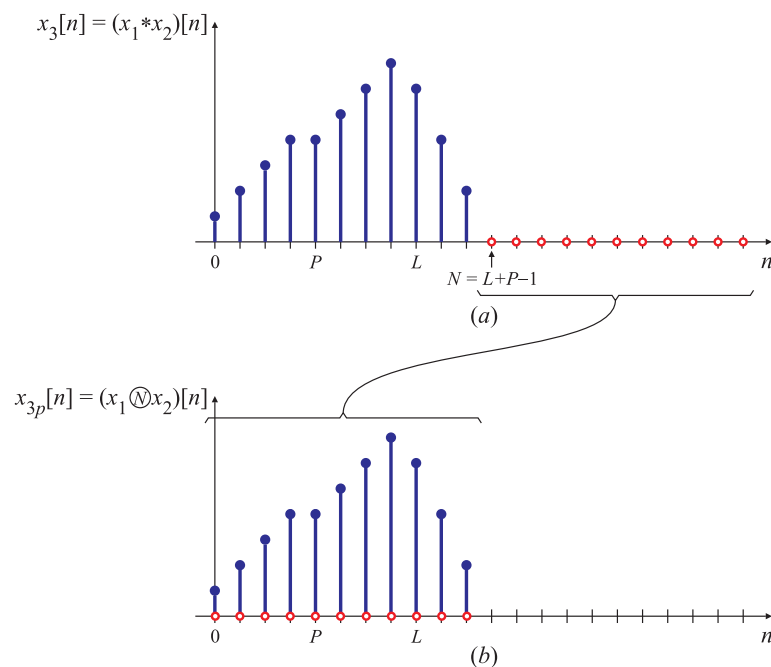 x₃[n] = (x₁*x₂)[n]
0 P L n
N = L+P−1
(a)
x₃ₚ[n] = (x₁Ⓝx₂)[n]
0 P L n
(b)